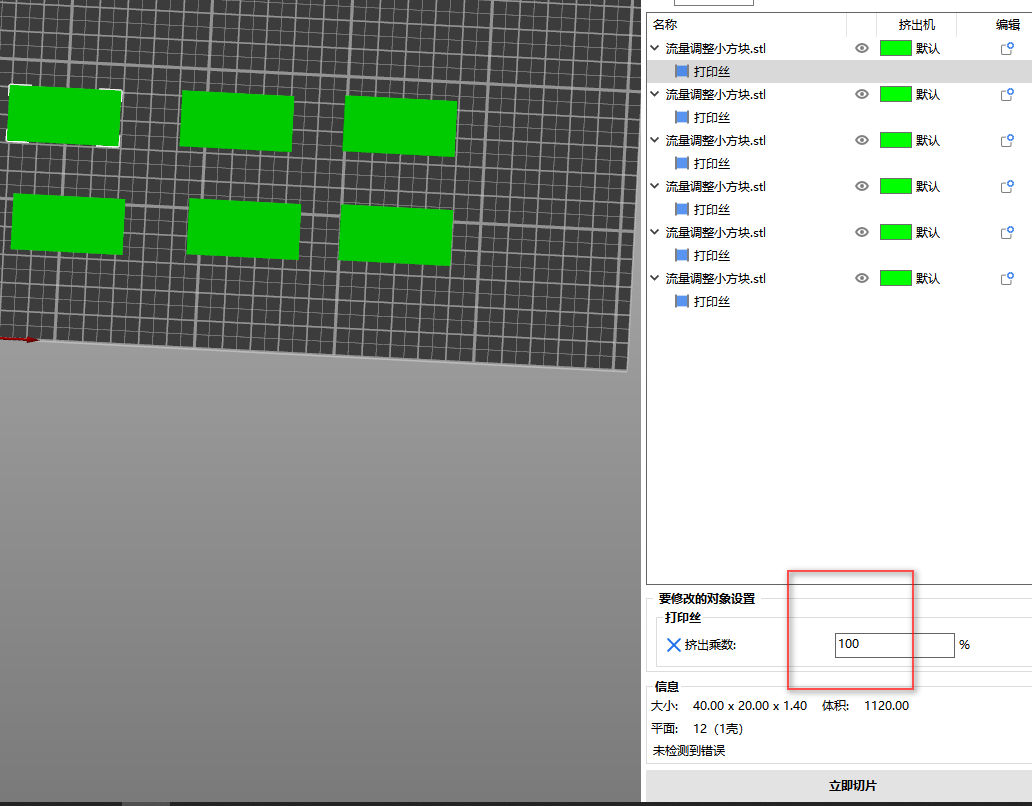 名称 挤出机 编辑
流量调整小方块.stl 默认
打印丝
流量调整小方块.stl 默认
打印丝
流量调整小方块.stl 默认
打印丝
流量调整小方块.stl 默认
打印丝
流量调整小方块.stl 默认
打印丝
流量调整小方块.stl 默认
打印丝
要修改的对象设置
打印丝
挤出乘数: 100 %
信息
大小: 40.00 x 20.00 x 1.40 体积: 1120.00
平面: 12 (1壳)
未检测到错误
立即切片